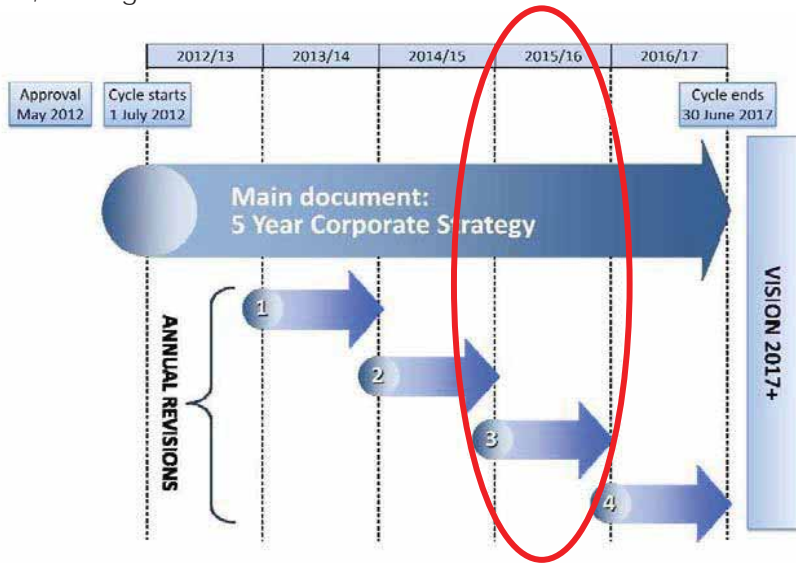 2012/13 2013/14 2014/15 2015/16 2016/17
Approval
May 2012
Cycle starts
1 July 2012
Cycle ends
30 June 2017
Main document:
5 Year Corporate Strategy
ANNUAL REVISIONS
1
2
3
4
VISION 2017+